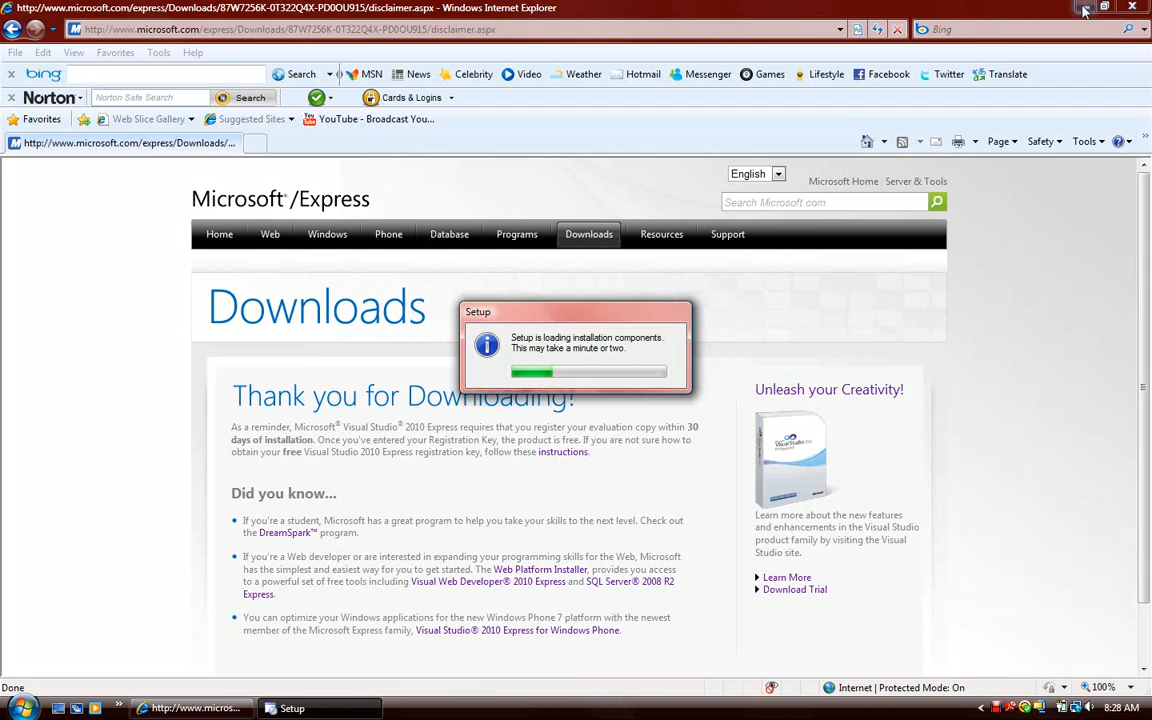 http://www.microsoft.com/express/Downloads/87W7256K-0T322Q4X-PD0OU915/disclaimer.aspx - Windows Internet Explorer
http://www.microsoft.com/express/Downloads/87W7256K-0T322Q4X-PD0OU915/disclaimer.aspx
Bing
File Edit View Favorites Tools Help
x bing Search MSN News Celebrity Video Weather Hotmail Messenger Games Lifestyle Facebook Twitter Translate
x Norton Norton Safe Search Search Cards & Logins
Favorites Web Slice Gallery Suggested Sites YouTube - Broadcast You...
http://www.microsoft.com/express/Downloads/... Page Safety Tools
English Microsoft Home Server & Tools
Microsoft® /Express
Search Microsoft.com
Home Web Windows Phone Database Programs Downloads Resources Support
Downloads
Setup
Setup is loading installation components.
This may take a minute or two.
Thank you for Downloading!
As a reminder, Microsoft® Visual Studio® 2010 Express requires that you register your evaluation copy within 30
days of installation. Once you've entered your Registration Key, the product is free. If you are not sure how to
obtain your free Visual Studio 2010 Express registration key, follow these instructions.
Did you know...
If you're a student, Microsoft has a great program to help you take your skills to the next level. Check out
the DreamSpark™ program.
If you're a Web developer or are interested in expanding your programming skills for the Web, Microsoft
has the simplest and easiest way for you to get started. The Web Platform Installer, provides you access
to a powerful set of free tools including Visual Web Developer® 2010 Express and SQL Server® 2008 R2
Express.
You can optimize your Windows applications for the new Windows Phone 7 platform with the newest
member of the Microsoft Express family, Visual Studio® 2010 Express for Windows Phone.
Unleash your Creativity!
Visual Studio
Learn more about the new features
and enhancements in the Visual Studio
product family by visiting the Visual
Studio site.
Learn More
Download Trial
Done Internet | Protected Mode: On 100%
http://www.micros... Setup 8:28 AM